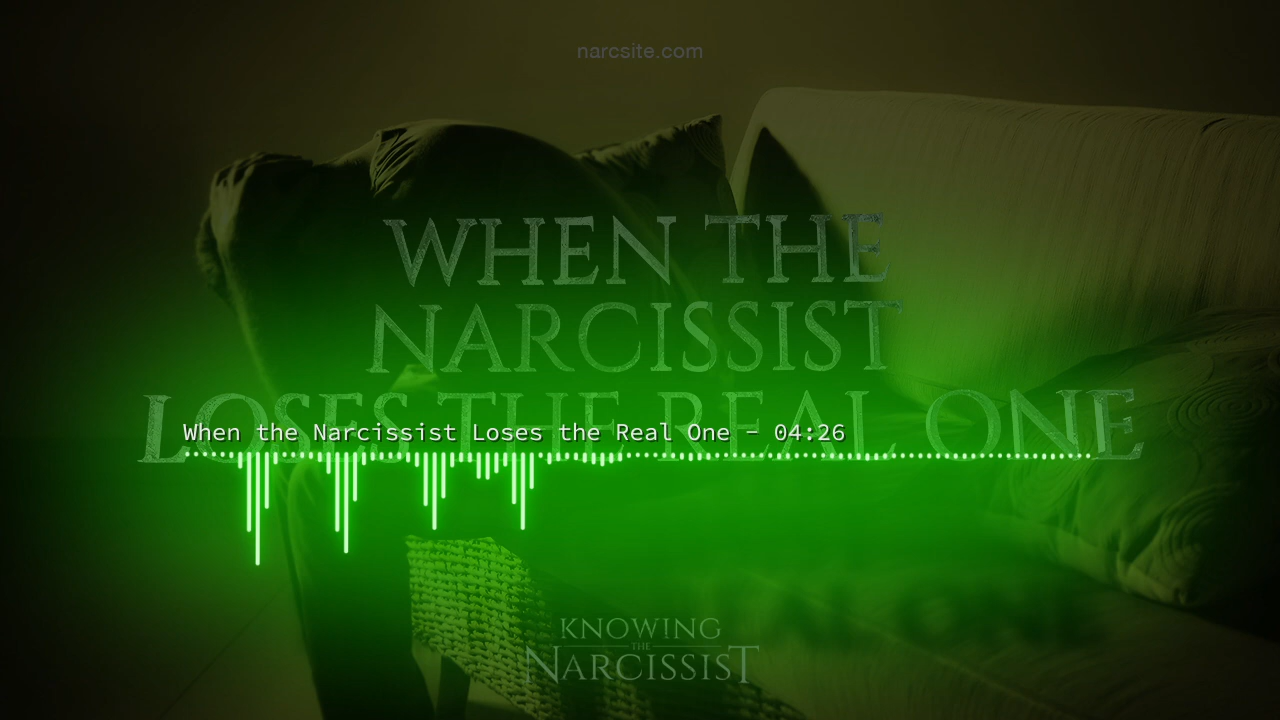 narcsite.com
WHEN THE
NARCISSIST
LOSES THE REAL ONE
When the Narcissist Loses the Real One – 04:26
KNOWING
THE
NARCISSIST